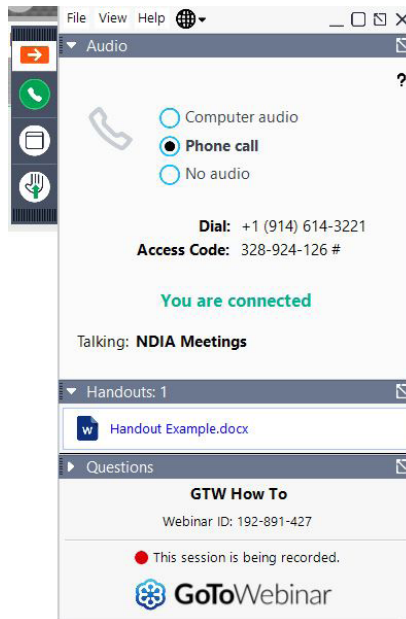 File View Help
Audio
?
Computer audio
Phone call
No audio
Dial: +1 (914) 614-3221
Access Code: 328-924-126 #
You are connected
Talking: NDIA Meetings
Handouts: 1
W Handout Example.docx
Questions
GTW How To
Webinar ID: 192-891-427
This session is being recorded.
GoToWebinar